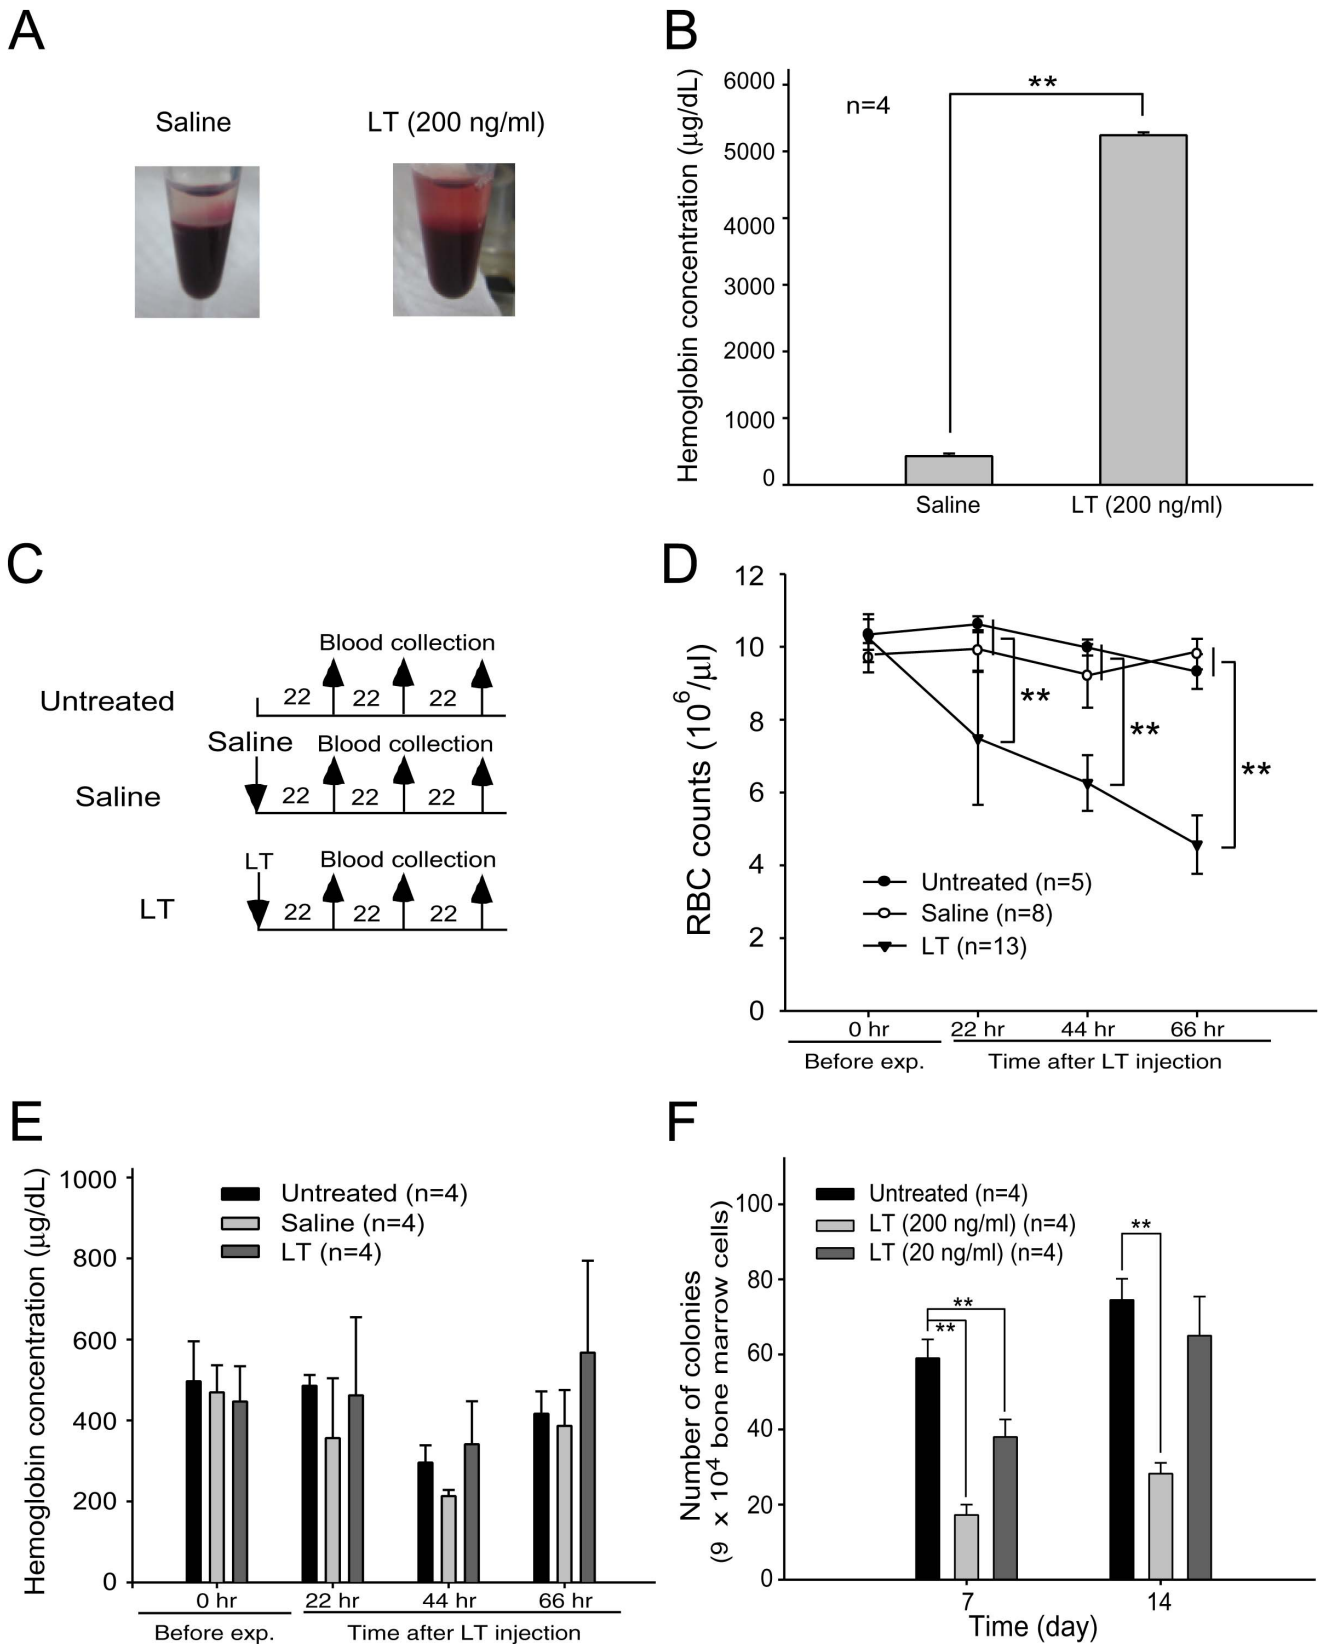 A
Saline
LT (200 ng/ml)
B
Hemoglobin concentration (µg/dL)
6000
5000
4000
3000
2000
1000
0
n=4
**
Saline
LT (200 ng/ml)
C
Blood collection
Untreated
22
22
22
Saline
Blood collection
Saline
22
22
22
LT
Blood collection
LT
22
22
22
D
RBC counts (10⁶/µl)
12
10
8
6
4
2
0
**
**
**
Untreated (n=5)
Saline (n=8)
LT (n=13)
0 hr
22 hr
44 hr
66 hr
Before exp.
Time after LT injection
E
Hemoglobin concentration (µg/dL)
1000
800
600
400
200
0
Untreated (n=4)
Saline (n=4)
LT (n=4)
0 hr
22 hr
44 hr
66 hr
Before exp.
Time after LT injection
F
Number of colonies
(9 x 10⁴ bone marrow cells)
100
80
60
40
20
0
Untreated (n=4)
LT (200 ng/ml) (n=4)
LT (20 ng/ml) (n=4)
**
**
**
7
14
Time (day)